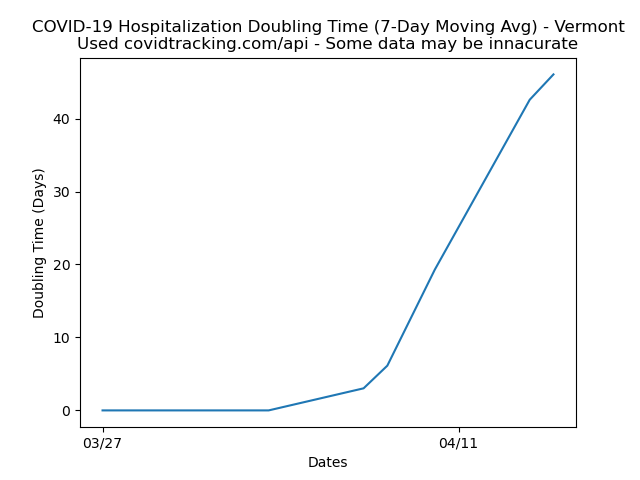 COVID-19 Hospitalization Doubling Time (7-Day Moving Avg) - Vermont
Used covidtracking.com/api - Some data may be innacurate
40
30
20
10
0
Doubling Time (Days)
03/27
04/11
Dates